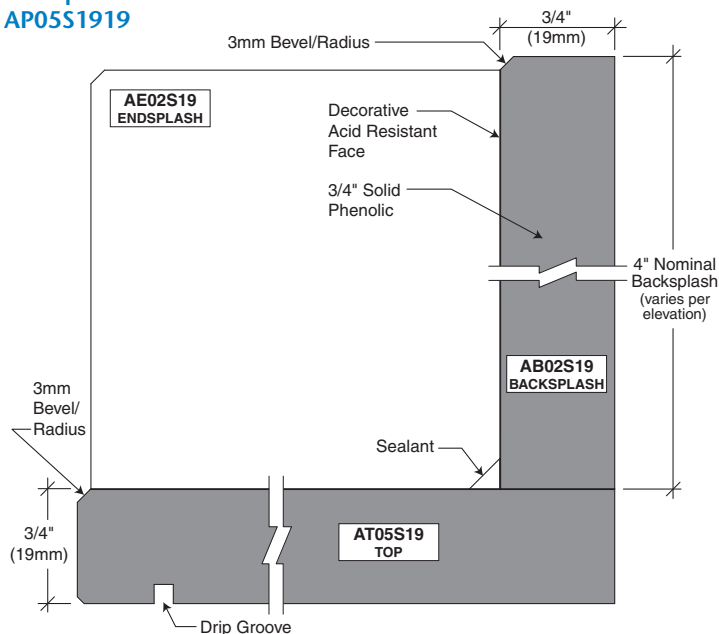 AP05S1919
3/4"
(19mm)
3mm Bevel/Radius
AE02S19
ENDSPLASH
Decorative
Acid Resistant
Face
3/4" Solid
Phenolic
4" Nominal
Backsplash
(varies per
elevation)
AB02S19
BACKSPLASH
3mm
Bevel/
Radius
Sealant
3/4"
(19mm)
AT05S19
TOP
Drip Groove